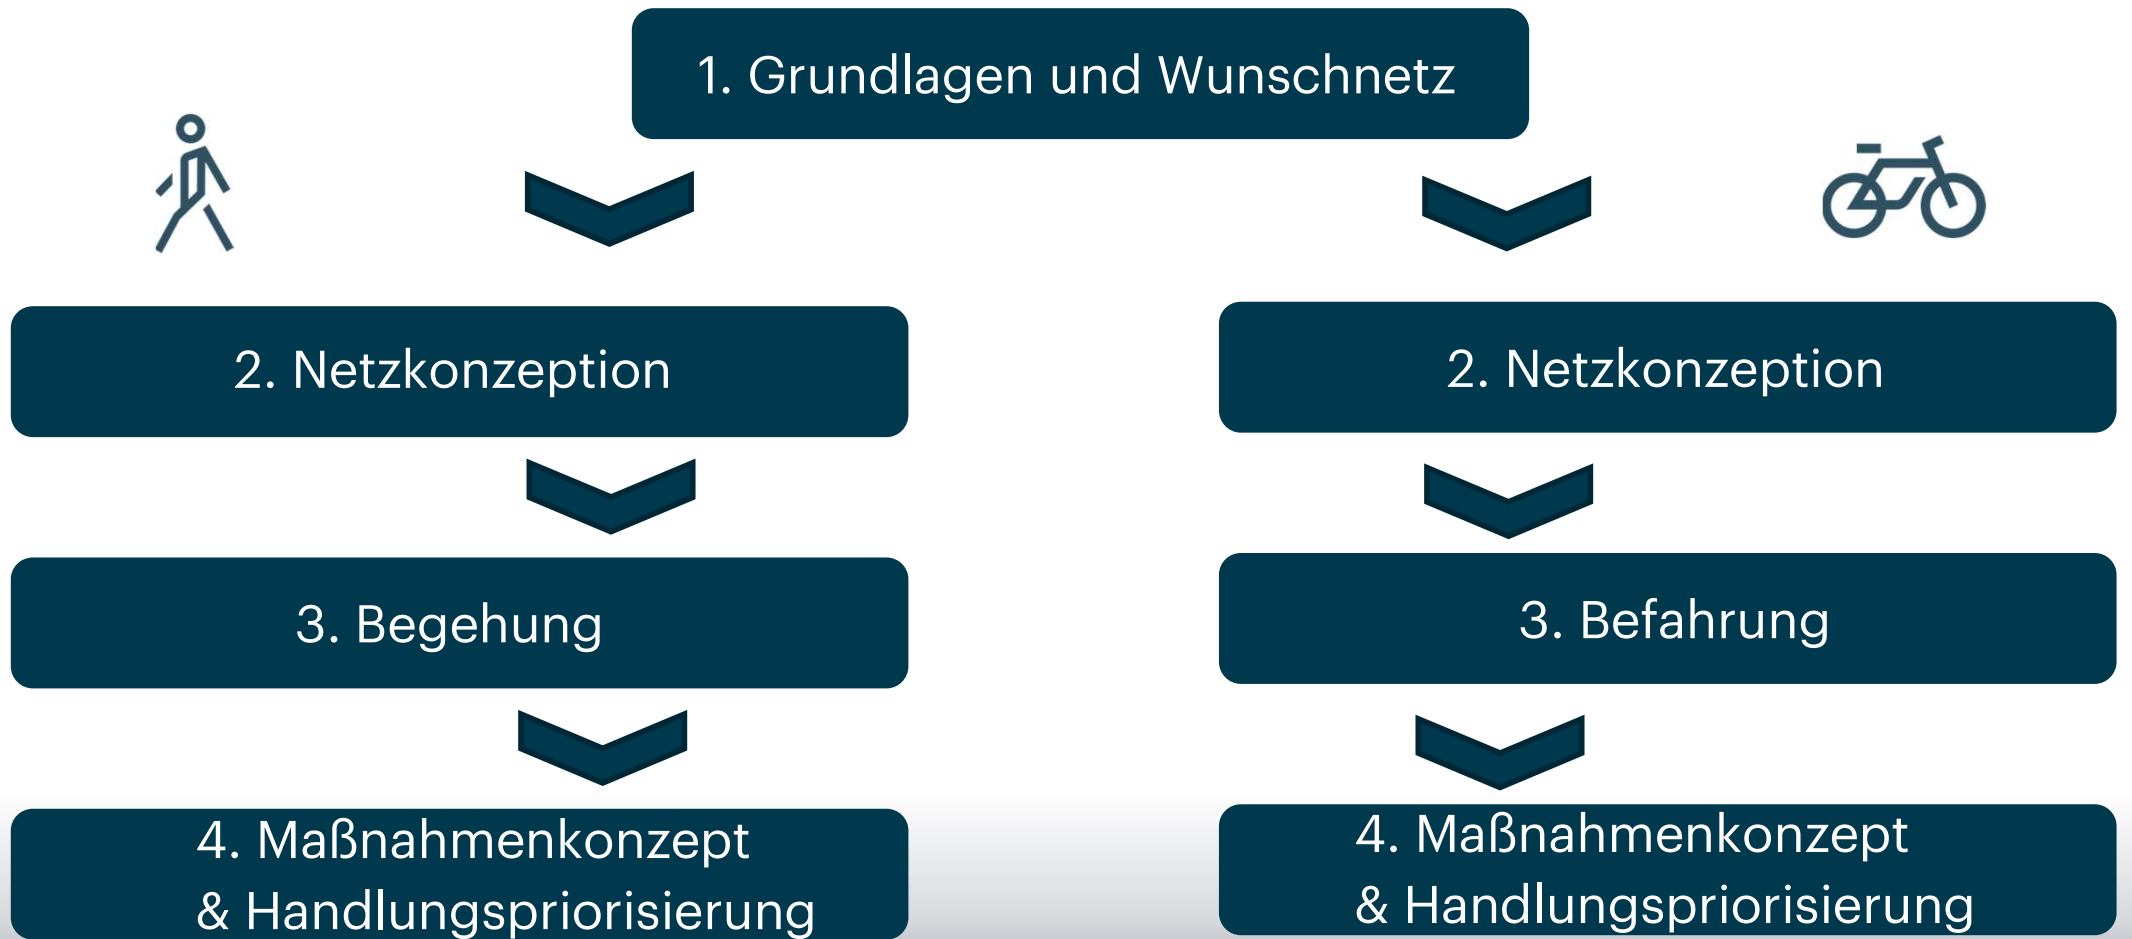 1. Grundlagen und Wunschnetz
2. Netzkonzeption
2. Netzkonzeption
3. Begehung
3. Befahrung
4. Maßnahmenkonzept
& Handlungspriorisierung
4. Maßnahmenkonzept
& Handlungspriorisierung